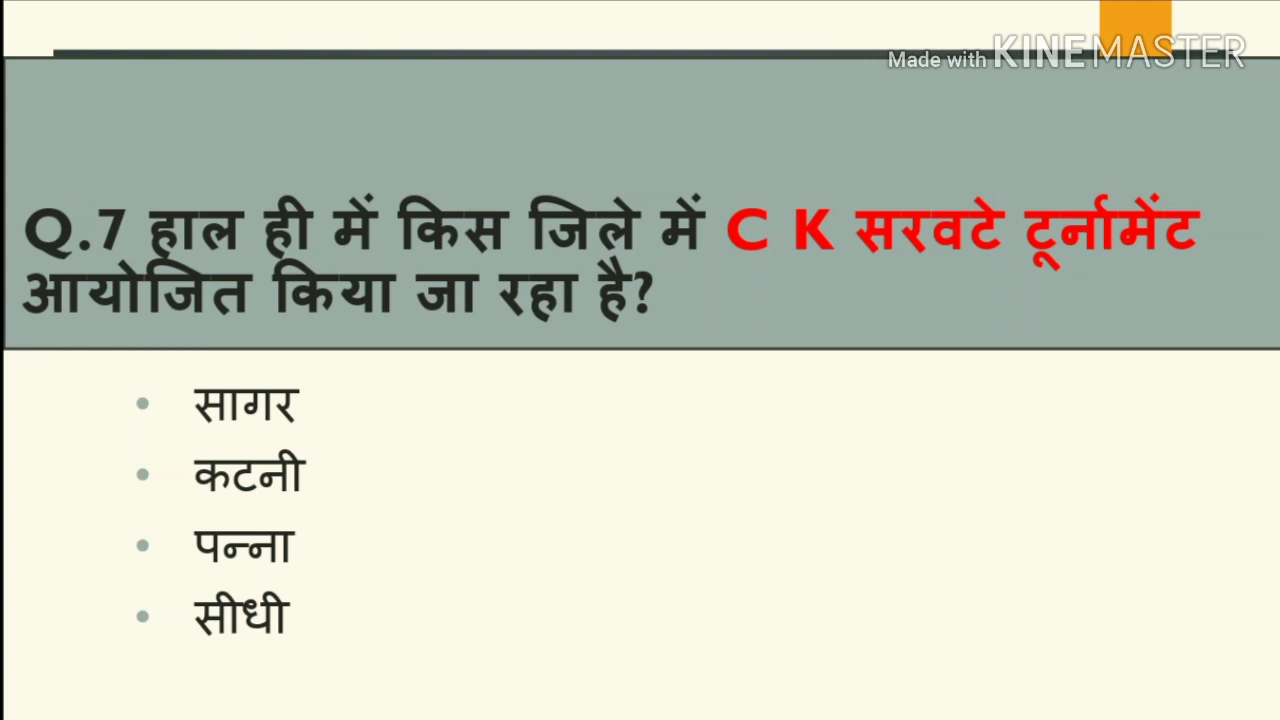 Made with KINEMASTER
Q.7 हाल ही में किस जिले में C K सरवटे टूर्नामेंट
आयोजित किया जा रहा है?
• सागर
• कटनी
• पन्ना
• सीधी